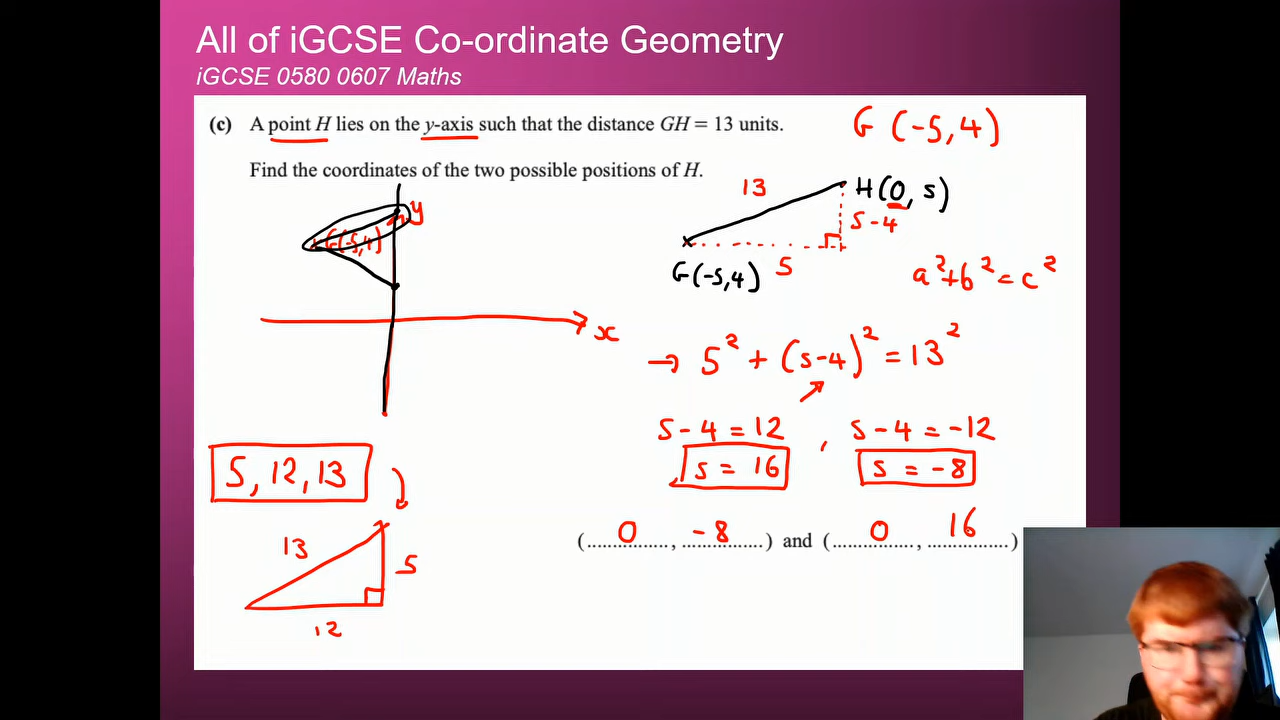 All of iGCSE Co-ordinate Geometry
iGCSE 0580 0607 Maths
(c) A point H lies on the y-axis such that the distance GH = 13 units.
G (-5,4)
Find the coordinates of the two possible positions of H.
13
H(0, s)
y
G(-5,4)
s-4
G(-5,4)
5
a²+b²=c²
x
→ 5² + (s-4)² = 13²
s-4=12 , s-4=-12
s = 16
s = -8
5, 12, 13
(0, -8) and (0, 16)
13
5
12